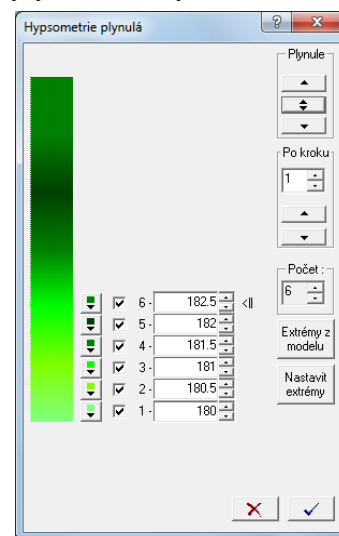 Hypsometrie plynulá
Plynule
Po kroku
1
6 - 182.5 <||
5 - 182
4 - 181.5
3 - 181
2 - 180.5
1 - 180
Počet :
6
Extrémy z
modelu
Nastavit
extrémy